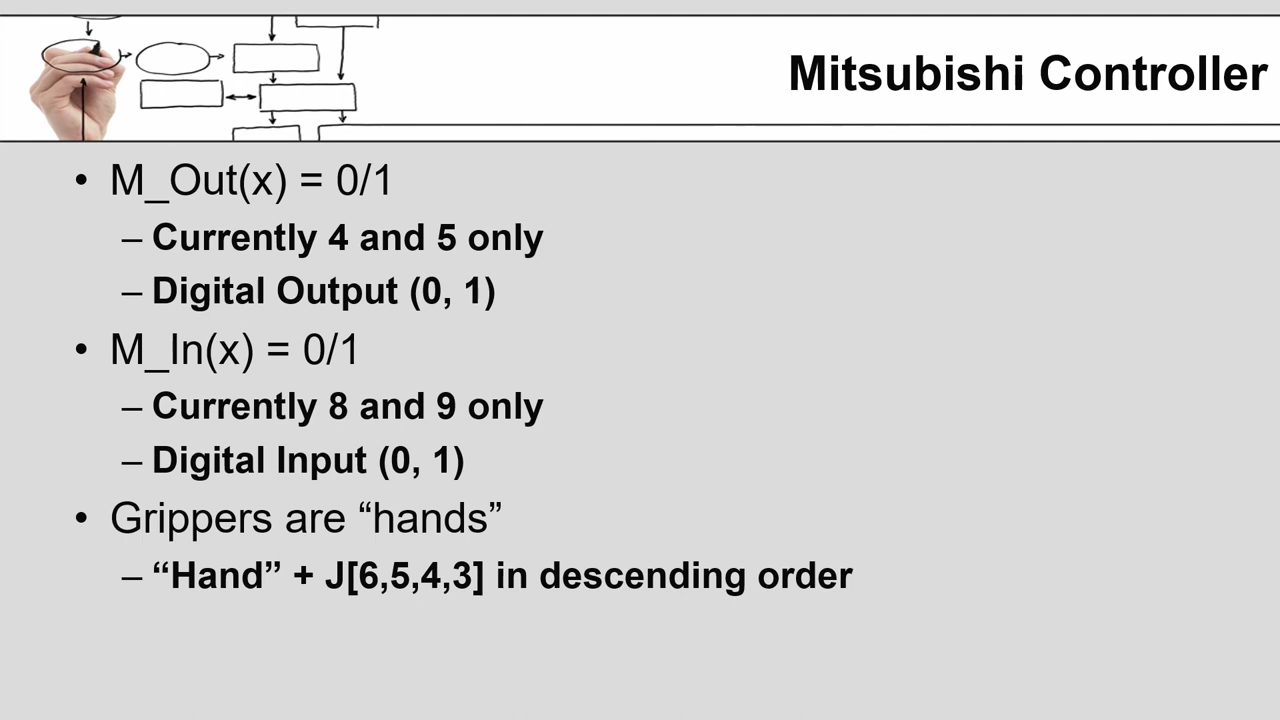 Mitsubishi Controller
• M_Out(x) = 0/1
– Currently 4 and 5 only
– Digital Output (0, 1)
• M_In(x) = 0/1
– Currently 8 and 9 only
– Digital Input (0, 1)
• Grippers are “hands”
– “Hand” + J[6,5,4,3] in descending order